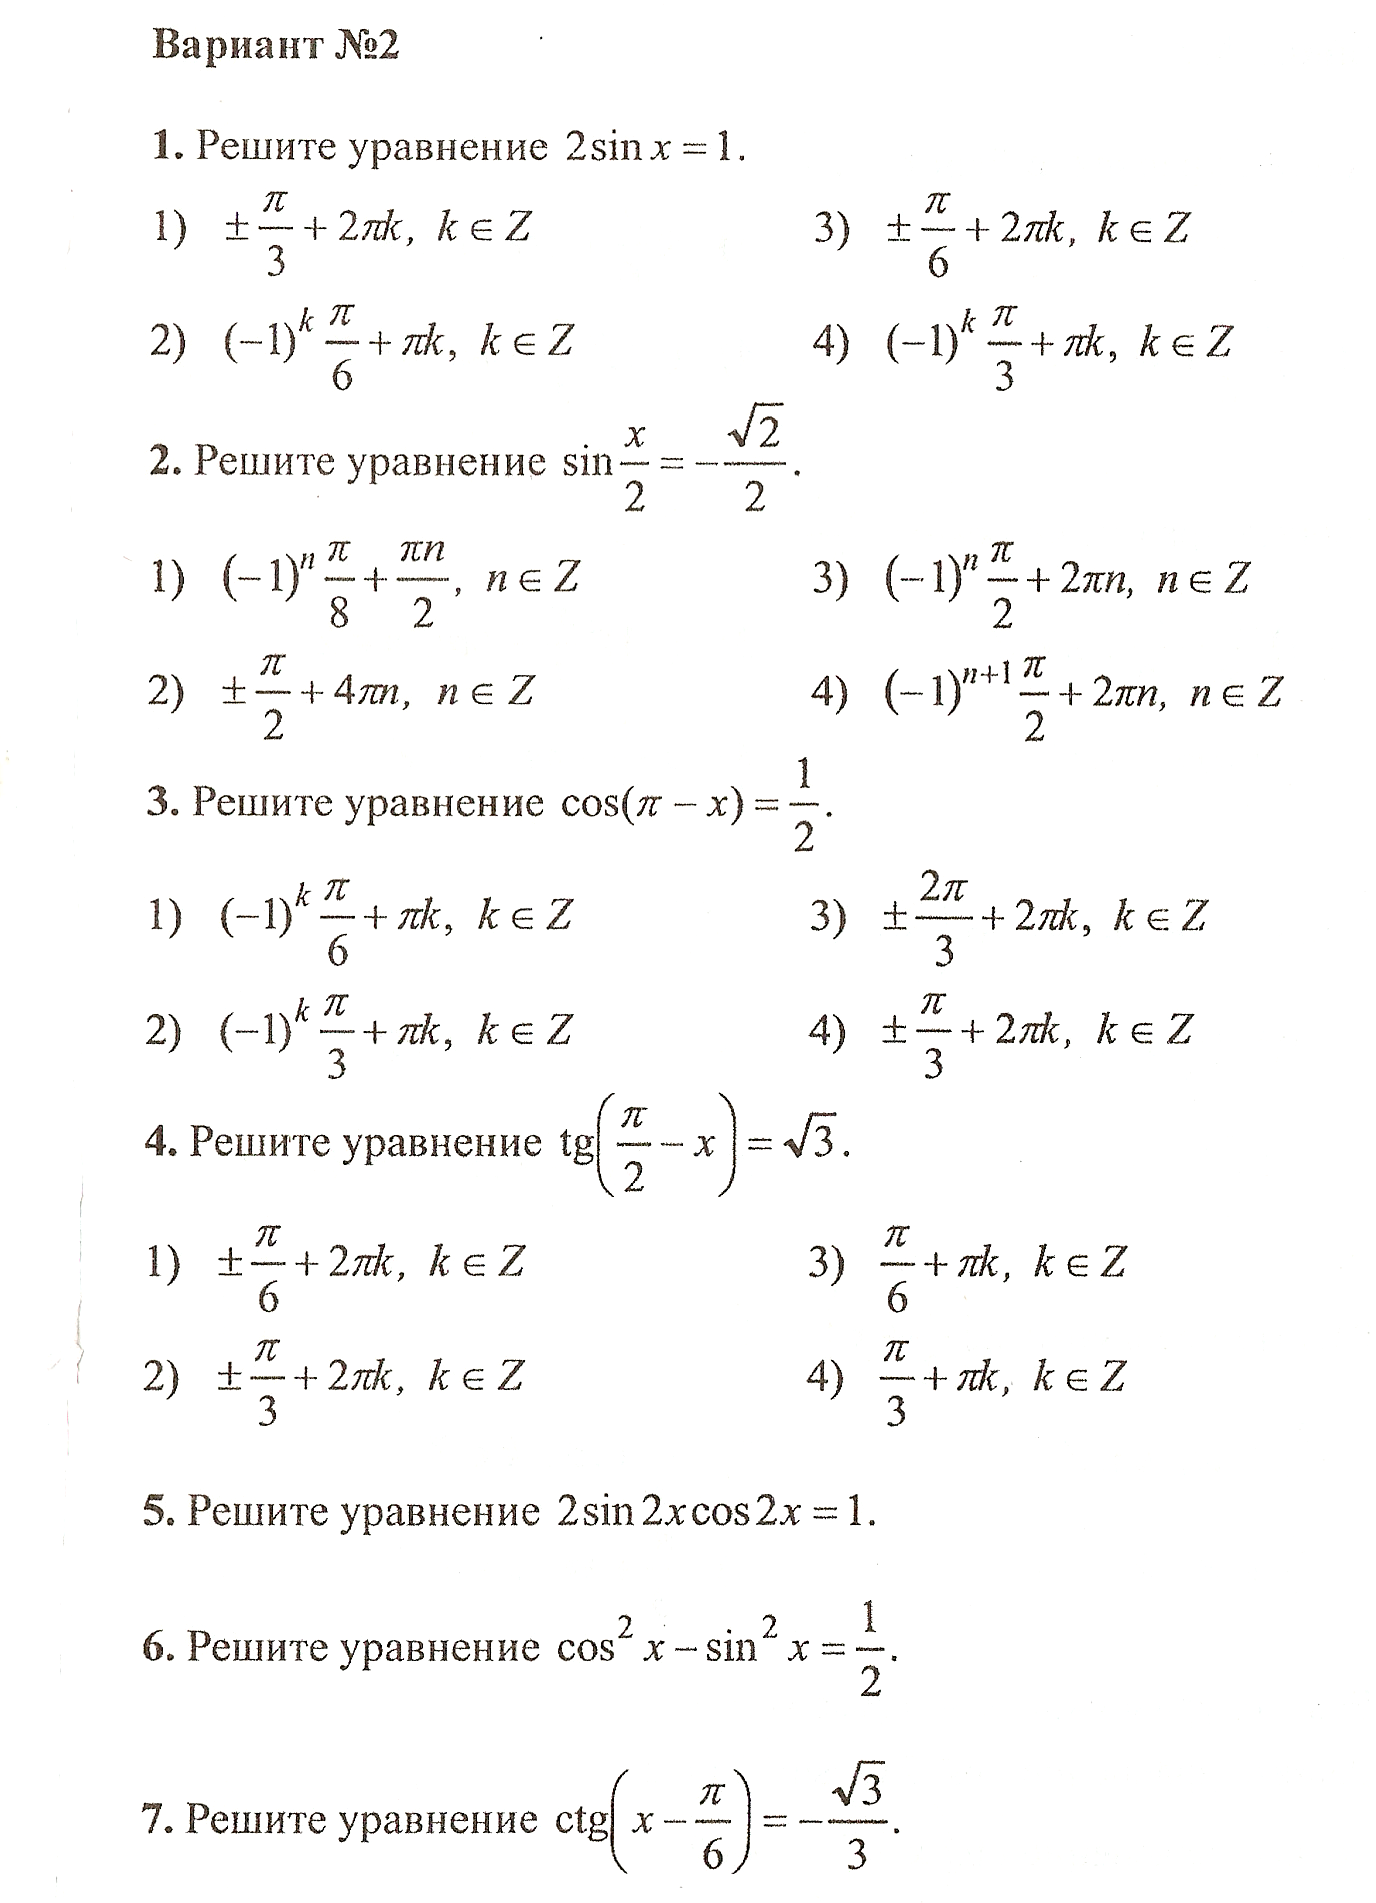 Вариант №2
1. Решите уравнение 2sin x = 1.
1) ±π/3 + 2πk, k ∈ Z 3) ±π/6 + 2πk, k ∈ Z
2) (−1)^k π/6 + πk, k ∈ Z 4) (−1)^k π/3 + πk, k ∈ Z
2. Решите уравнение sin x/2 = −√2/2.
1) (−1)^n π/8 + πn/2, n ∈ Z 3) (−1)^n π/2 + 2πn, n ∈ Z
2) ±π/2 + 4πn, n ∈ Z 4) (−1)^(n+1) π/2 + 2πn, n ∈ Z
3. Решите уравнение cos(π − x) = 1/2.
1) (−1)^k π/6 + πk, k ∈ Z 3) ±2π/3 + 2πk, k ∈ Z
2) (−1)^k π/3 + πk, k ∈ Z 4) ±π/3 + 2πk, k ∈ Z
4. Решите уравнение tg(π/2 − x) = √3.
1) ±π/6 + 2πk, k ∈ Z 3) π/6 + πk, k ∈ Z
2) ±π/3 + 2πk, k ∈ Z 4) π/3 + πk, k ∈ Z
5. Решите уравнение 2sin2xcos2x = 1.
6. Решите уравнение cos² x − sin² x = 1/2.
7. Решите уравнение ctg(x − π/6) = −√3/3.